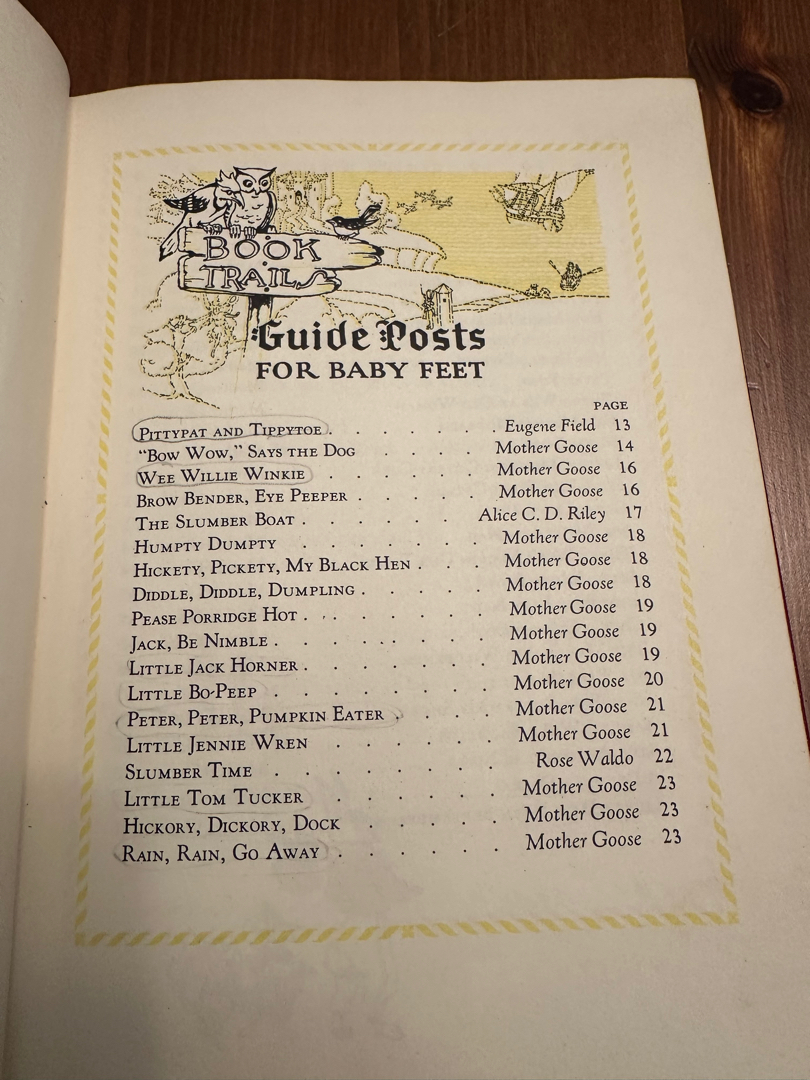 BOOK
TRAILS
Guide Posts
FOR BABY FEET
PAGE
PITTYPAT AND TIPPYTOE . . . . . . . Eugene Field 13
"BOW WOW," SAYS THE DOG . . . . Mother Goose 14
WEE WILLIE WINKIE . . . . . . Mother Goose 16
BROW BENDER, EYE PEEPER . . . . . Mother Goose 16
THE SLUMBER BOAT . . . . . . Alice C. D. Riley 17
HUMPTY DUMPTY . . . . . . Mother Goose 18
HICKETY, PICKETY, MY BLACK HEN . . . Mother Goose 18
DIDDLE, DIDDLE, DUMPLING . . . . . Mother Goose 18
PEASE PORRIDGE HOT . . . . . . Mother Goose 19
JACK, BE NIMBLE . . . . . . . Mother Goose 19
LITTLE JACK HORNER . . . . . . . Mother Goose 19
LITTLE BO-PEEP . . . . . . . . Mother Goose 20
PETER, PETER, PUMPKIN EATER . . . . Mother Goose 21
LITTLE JENNIE WREN . . . . . . Mother Goose 21
SLUMBER TIME . . . . . . . . Rose Waldo 22
LITTLE TOM TUCKER . . . . . . Mother Goose 23
HICKORY, DICKORY, DOCK . . . . . Mother Goose 23
RAIN, RAIN, GO AWAY . . . . . . Mother Goose 23